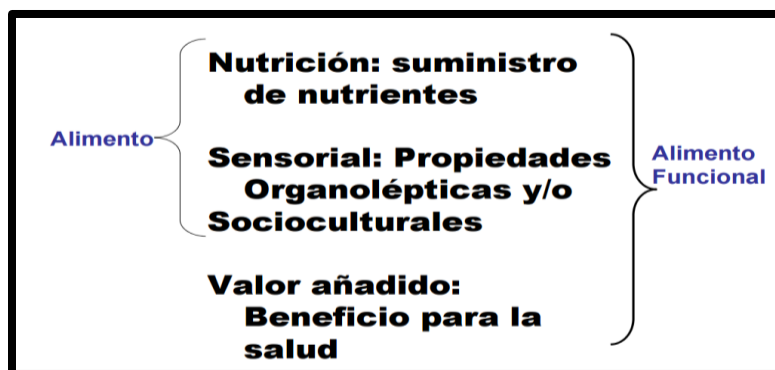 Alimento
Nutrición: suministro
de nutrientes
Sensorial: Propiedades
Organolépticas y/o
Socioculturales
Valor añadido:
Beneficio para la
salud
Alimento
Funcional